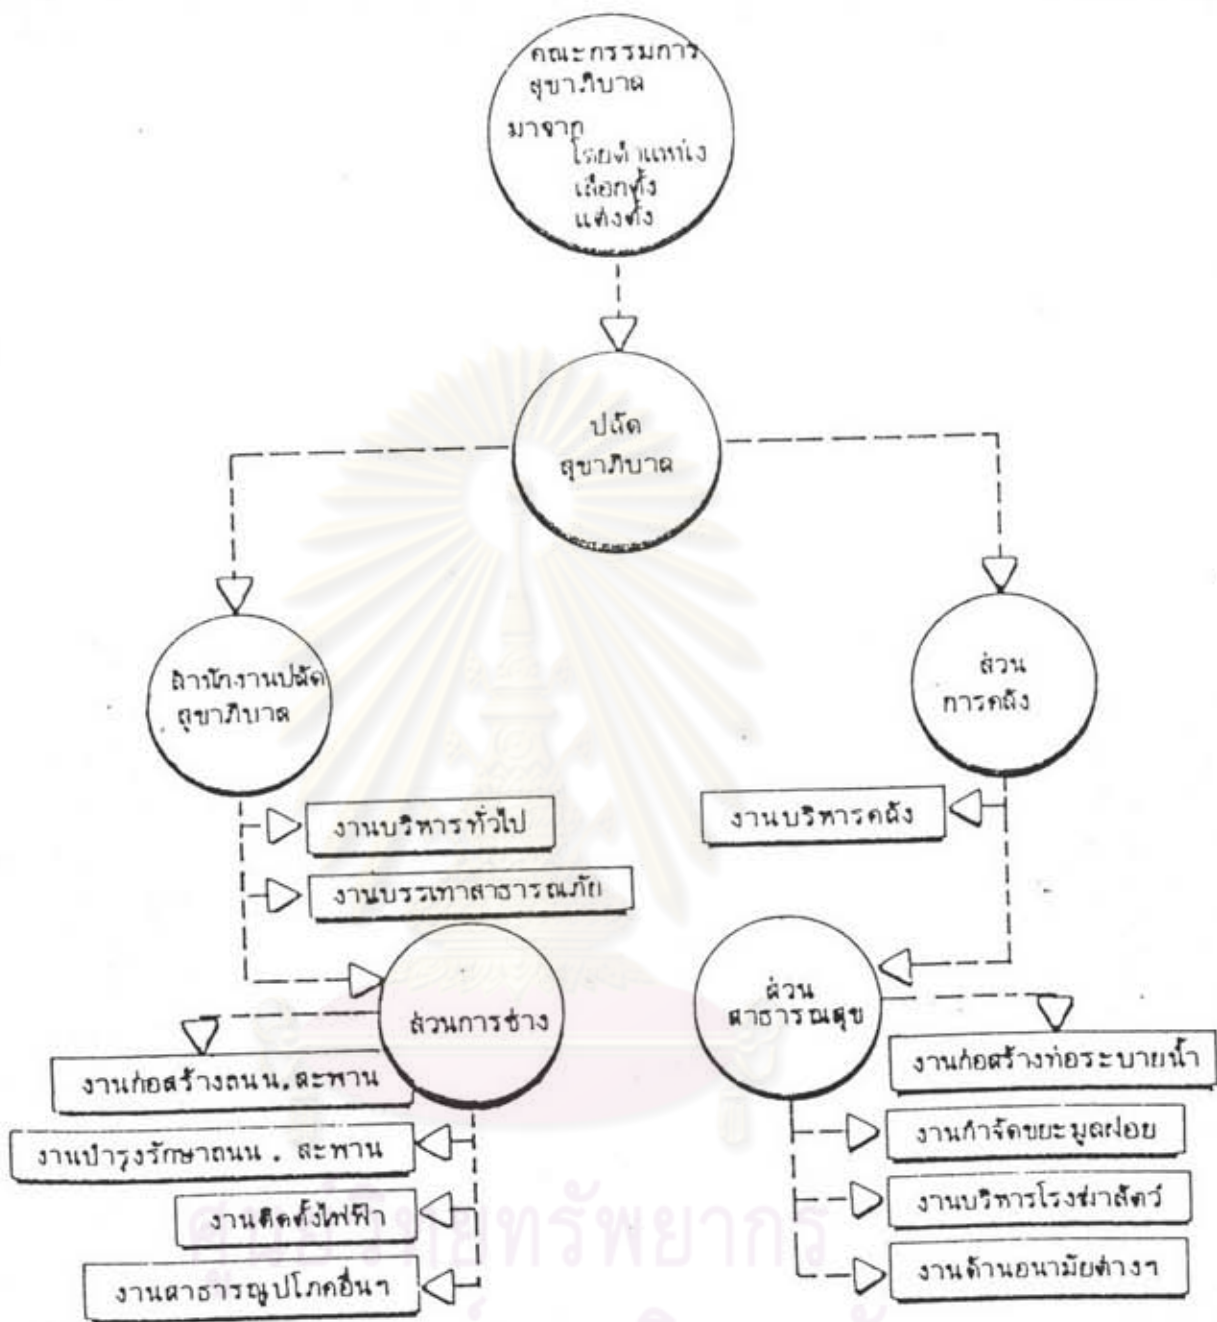 คณะกรรมการ
สุขาภิบาล
มาจาก
โดยตำแหน่ง
เลือกตั้ง
แต่งตั้ง
ปลัด
สุขาภิบาล
สำนักงานปลัด
สุขาภิบาล
ส่วน
การคลัง
งานบริหารทั่วไป
งานบริหารคลัง
งานบรรเทาสาธารณภัย
ส่วนการช่าง
ส่วน
สาธารณสุข
งานก่อสร้างถนน.สะพาน
งานก่อสร้างท่อระบายน้ำ
งานบำรุงรักษาถนน . สะพาน
งานกำจัดขยะมูลฝอย
งานติดตั้งไฟฟ้า
งานบริหารโรงฆ่าสัตว์
งานสาธารณูปโภคอื่นๆ
งานด้านอนามัยต่างๆ
ศูนย์วิทยทรัพยากร